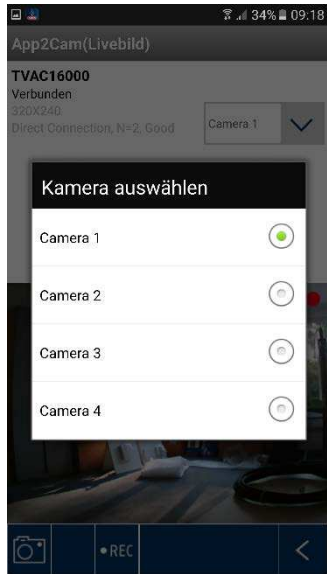 34% 09:18
App2Cam(Livebild)
TVAC16000
Verbunden
320X240
Direct Connection, N=2, Good
Camera 1
Kamera auswählen
Camera 1
Camera 2
Camera 3
Camera 4
●REC